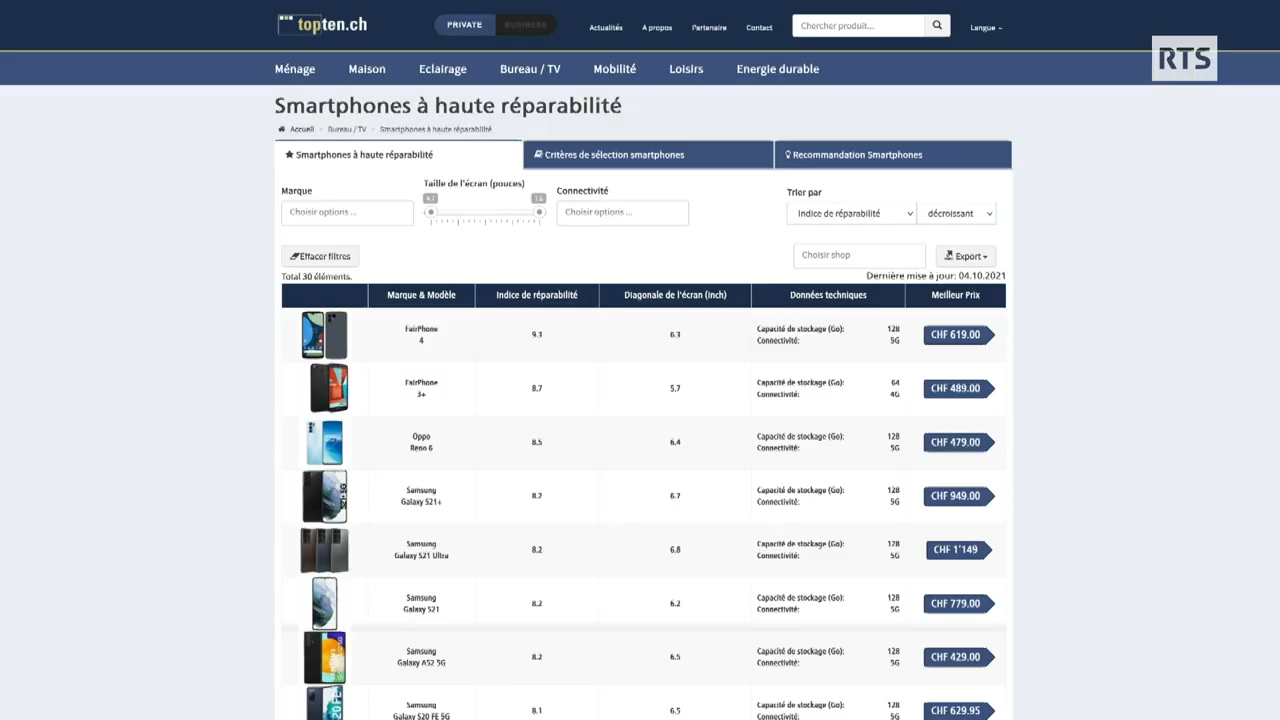 topten.ch
PRIVATE
BUSINESS
Actualités
A propos
Partenaire
Contact
Chercher produit...
Langue
RTS
Ménage
Maison
Eclairage
Bureau / TV
Mobilité
Loisirs
Energie durable
Smartphones à haute réparabilité
Accueil
Bureau / TV
Smartphones à haute réparabilité
Smartphones à haute réparabilité
Critères de sélection smartphones
Recommandation Smartphones
Marque
Taille de l'écran (pouces)
Connectivité
Trier par
4.7
7.6
Choisir options ...
Choisir options ...
Indice de réparabilité
décroissant
Effacer filtres
Choisir shop
Export
Total 30 éléments.
Dernière mise à jour: 04.10.2021
Marque & Modèle
Indice de réparabilité
Diagonale de l'écran (inch)
Données techniques
Meilleur Prix
FairPhone
4
9.3
6.3
Capacité de stockage (Go): 128
Connectivité: 5G
CHF 619.00
FairPhone
3+
8.7
5.7
Capacité de stockage (Go): 64
Connectivité: 4G
CHF 489.00
Oppo
Reno 6
8.5
6.4
Capacité de stockage (Go): 128
Connectivité: 5G
CHF 479.00
Samsung
Galaxy S21+
8.2
6.7
Capacité de stockage (Go): 128
Connectivité: 5G
CHF 949.00
Samsung
Galaxy S21 Ultra
8.2
6.8
Capacité de stockage (Go): 128
Connectivité: 5G
CHF 1'149
Samsung
Galaxy S21
8.2
6.2
Capacité de stockage (Go): 128
Connectivité: 5G
CHF 779.00
Samsung
Galaxy A52 5G
8.2
6.5
Capacité de stockage (Go): 128
Connectivité: 5G
CHF 429.00
Samsung
Galaxy S20 FE 5G
8.1
6.5
Capacité de stockage (Go): 128
Connectivité: 5G
CHF 629.95